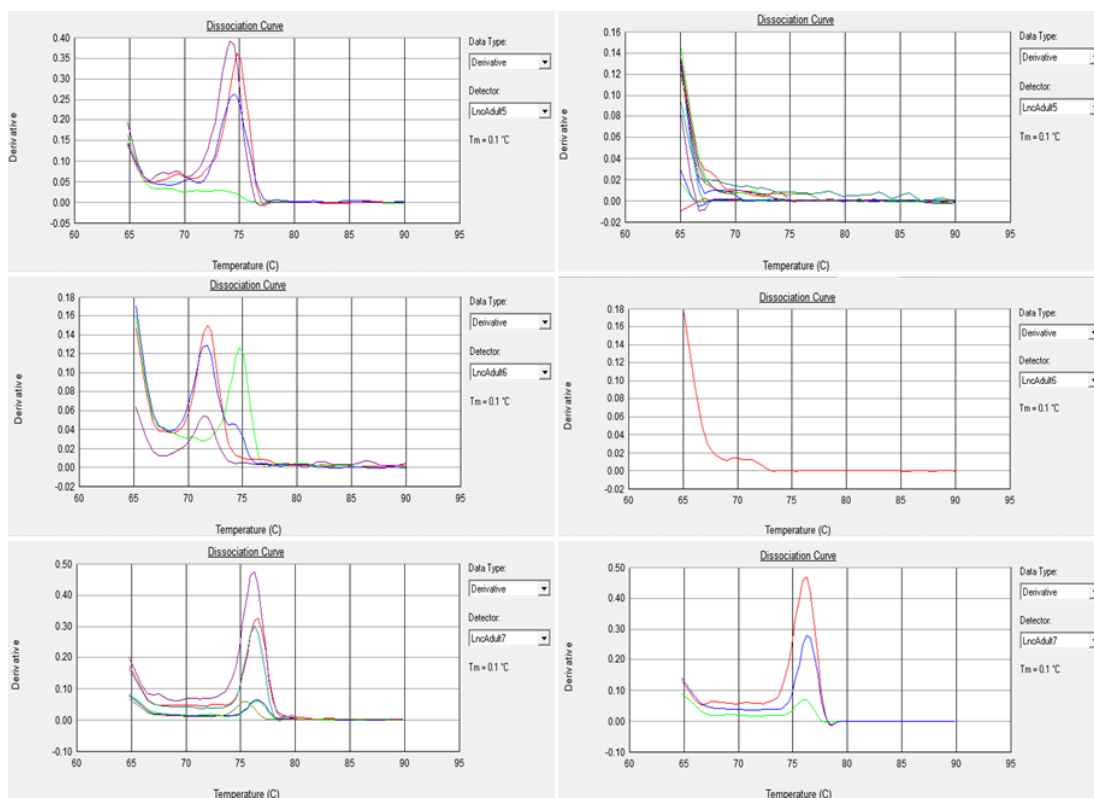 Dissociation Curve
0.40
0.35
0.30
0.25
0.20
0.15
0.10
0.05
0.00
-0.05
Derivative
60 65 70 75 80 85 90 95
Temperature (C)
Data Type:
Derivative
Detector:
LncAdult5
Tm = 0.1 °C
Dissociation Curve
0.16
0.14
0.12
0.10
0.08
0.06
0.04
0.02
0.00
-0.02
Derivative
60 65 70 75 80 85 90 95
Temperature (C)
Data Type:
Derivative
Detector:
LncAdult5
Tm = 0.1 °C
Dissociation Curve
0.18
0.16
0.14
0.12
0.10
0.08
0.06
0.04
0.02
0.00
-0.02
Derivative
60 65 70 75 80 85 90 95
Temperature (C)
Data Type:
Derivative
Detector:
LncAdult6
Tm = 0.1 °C
Dissociation Curve
0.18
0.16
0.14
0.12
0.10
0.08
0.06
0.04
0.02
0.00
-0.02
Derivative
60 65 70 75 80 85 90 95
Temperature (C)
Data Type:
Derivative
Detector:
LncAdult6
Tm = 0.1 °C
Dissociation Curve
0.50
0.40
0.30
0.20
0.10
0.00
-0.10
Derivative
60 65 70 75 80 85 90 95
Temperature (C)
Data Type:
Derivative
Detector:
LncAdult7
Tm = 0.1 °C
Dissociation Curve
0.50
0.40
0.30
0.20
0.10
0.00
-0.10
Derivative
60 65 70 75 80 85 90 95
Temperature (C)
Data Type:
Derivative
Detector:
LncAdult7
Tm = 0.1 °C